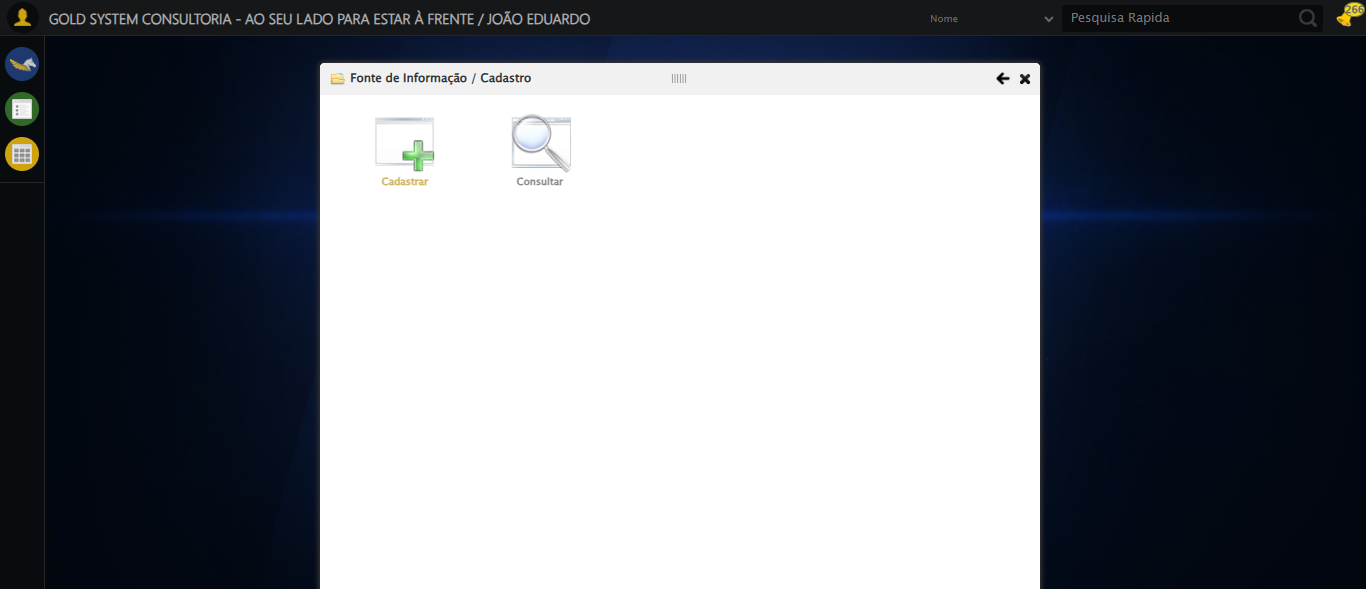 GOLD SYSTEM CONSULTORIA - AO SEU LADO PARA ESTAR À FRENTE / JOÃO EDUARDO
Nome
Pesquisa Rapida
266
Fonte de Informação / Cadastro
Cadastrar
Consultar